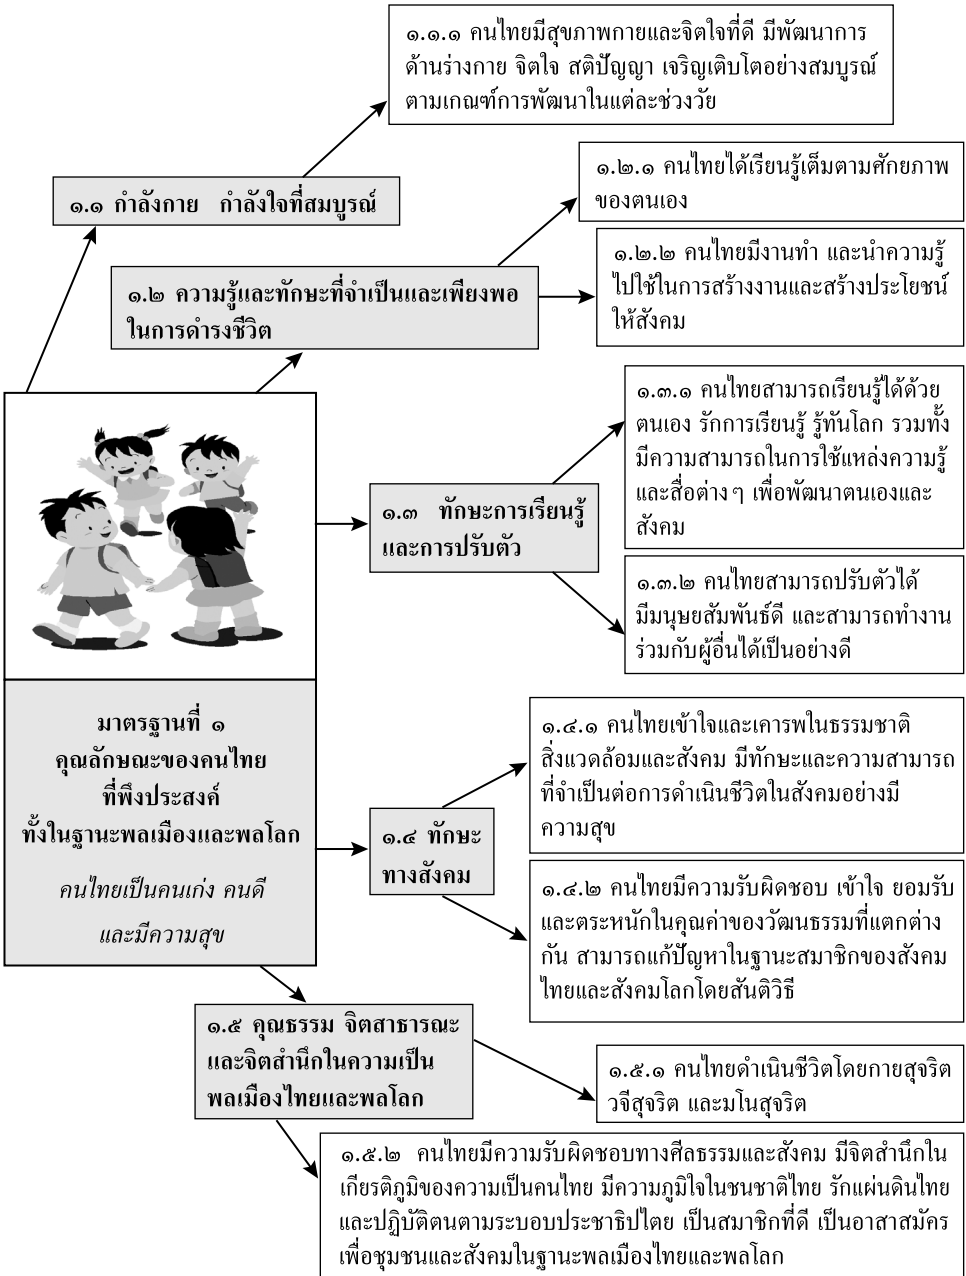 ๑.๑.๑ คนไทยมีสุขภาพกายและจิตใจที่ดี มีพัฒนาการ
ด้านร่างกาย จิตใจ สติปัญญา เจริญเติบโตอย่างสมบูรณ์
ตามเกณฑ์การพัฒนาในแต่ละช่วงวัย
๑.๑ กำลังกาย กำลังใจที่สมบูรณ์
๑.๒.๑ คนไทยได้เรียนรู้เต็มตามศักยภาพ
ของตนเอง
๑.๒.๒ คนไทยมีงานทำ และนำความรู้
ไปใช้ในการสร้างงานและสร้างประโยชน์
ให้สังคม
๑.๒ ความรู้และทักษะที่จำเป็นและเพียงพอ
ในการดำรงชีวิต
๑.๓.๑ คนไทยสามารถเรียนรู้ได้ด้วย
ตนเอง รักการเรียนรู้ รู้ทันโลก รวมทั้ง
มีความสามารถในการใช้แหล่งความรู้
และสื่อต่างๆ เพื่อพัฒนาตนเองและ
สังคม
๑.๓ ทักษะการเรียนรู้
และการปรับตัว
๑.๓.๒ คนไทยสามารถปรับตัวได้
มีมนุษยสัมพันธ์ดี และสามารถทำงาน
ร่วมกับผู้อื่นได้เป็นอย่างดี
มาตรฐานที่ ๑
คุณลักษณะของคนไทย
ที่พึงประสงค์
ทั้งในฐานะพลเมืองและพลโลก
คนไทยเป็นคนเก่ง คนดี
และมีความสุข
๑.๔.๑ คนไทยเข้าใจและเคารพในธรรมชาติ
สิ่งแวดล้อมและสังคม มีทักษะและความสามารถ
ที่จำเป็นต่อการดำเนินชีวิตในสังคมอย่างมี
ความสุข
๑.๔ ทักษะ
ทางสังคม
๑.๔.๒ คนไทยมีความรับผิดชอบ เข้าใจ ยอมรับ
และตระหนักในคุณค่าของวัฒนธรรมที่แตกต่าง
กัน สามารถแก้ปัญหาในฐานะสมาชิกของสังคม
ไทยและสังคมโลกโดยสันติวิธี
๑.๕ คุณธรรม จิตสาธารณะ
และจิตสำนึกในความเป็น
พลเมืองไทยและพลโลก
๑.๕.๑ คนไทยดำเนินชีวิตโดยกายสุจริต
วจีสุจริต และมโนสุจริต
๑.๕.๒ คนไทยมีความรับผิดชอบทางศีลธรรมและสังคม มีจิตสำนึกใน
เกียรติภูมิของความเป็นคนไทย มีความภูมิใจในชนชาติไทย รักแผ่นดินไทย
และปฏิบัติตนตามระบอบประชาธิปไตย เป็นสมาชิกที่ดี เป็นอาสาสมัคร
เพื่อชุมชนและสังคมในฐานะพลเมืองไทยและพลโลก